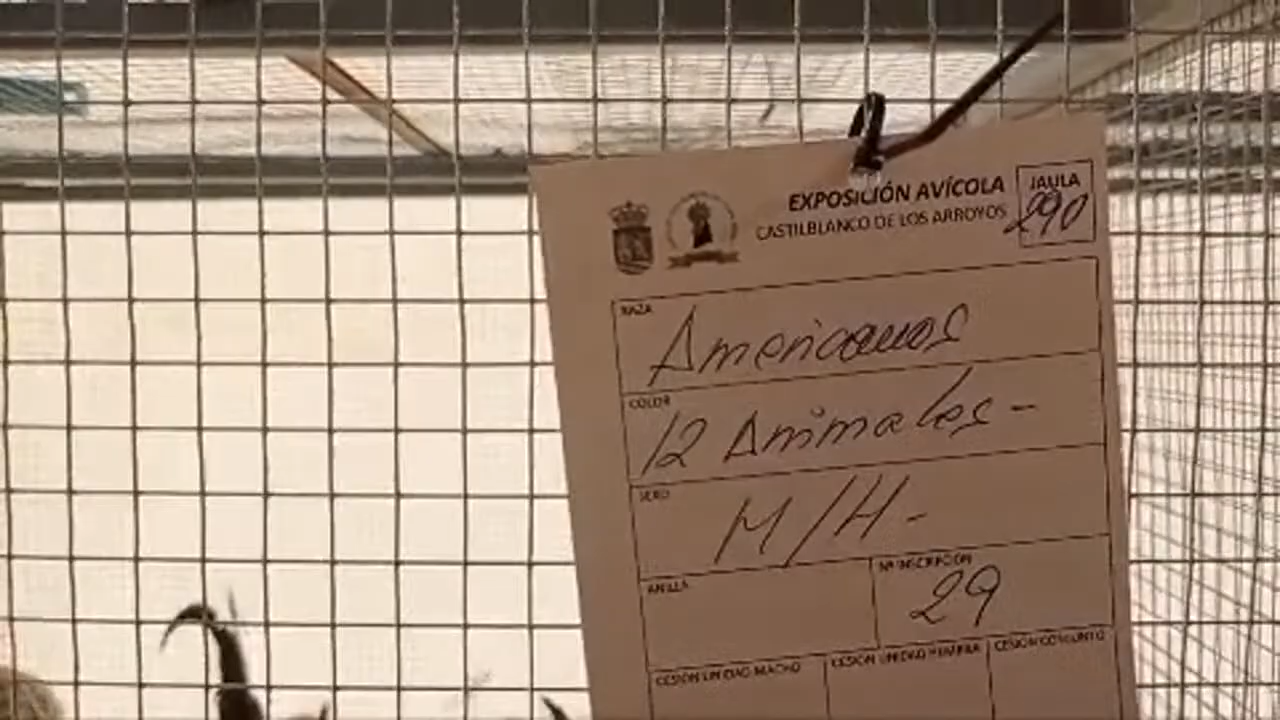 EXPOSICIÓN AVÍCOLA
CASTILBLANCO DE LOS ARROYOS
JAULA
290
RAZA
Americanos
COLOR
12 Animales -
SEXO
M/H -
ANILLA
Nº INSCRIPCIÓN
29
CESIÓN UNIDAD MACHO
CESIÓN UNIDAD HEMBRA
CESIÓN CONJUNTO